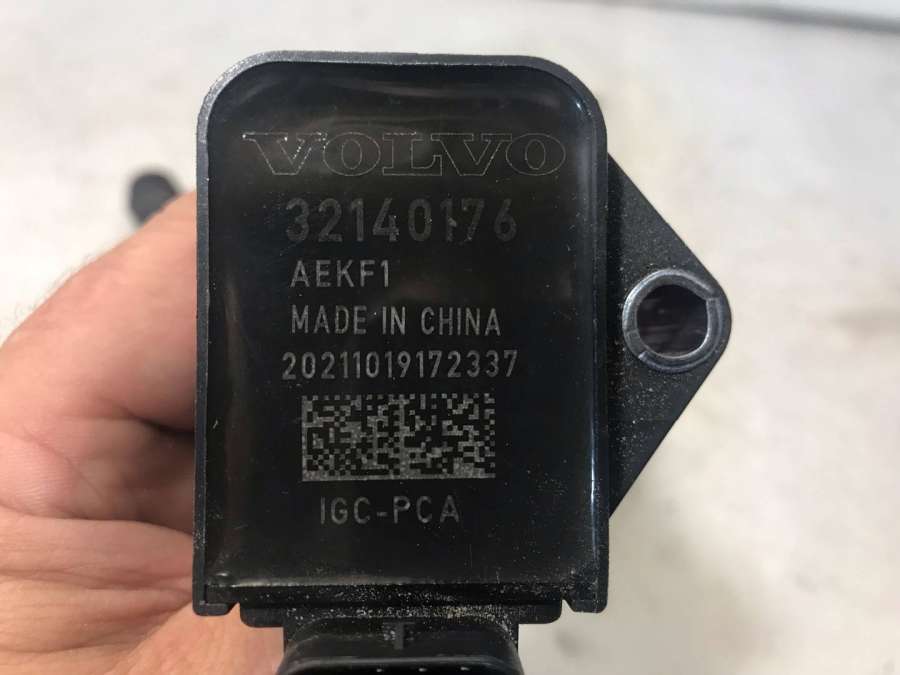 VOLVO
32140176
AEKF1
MADE IN CHINA
20211019172337
IGC-PCA